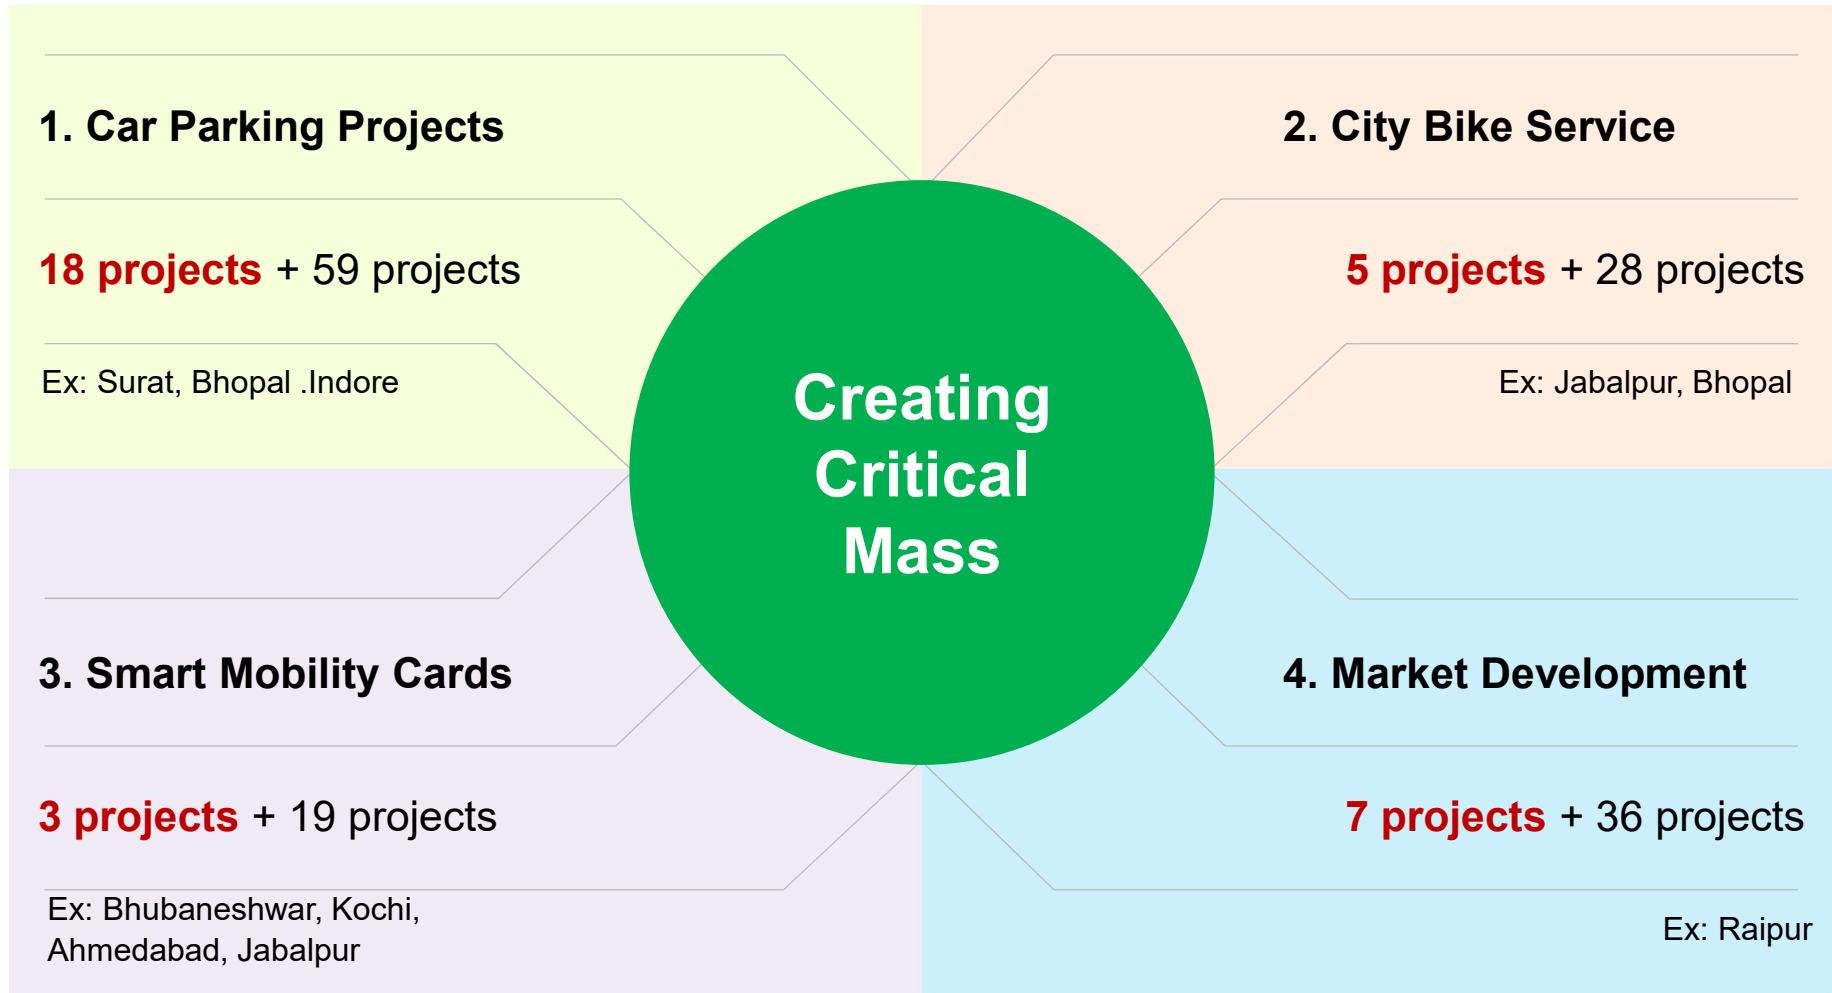 1. Car Parking Projects
18 projects + 59 projects
Ex: Surat, Bhopal .Indore
2. City Bike Service
5 projects + 28 projects
Ex: Jabalpur, Bhopal
Creating
Critical
Mass
3. Smart Mobility Cards
3 projects + 19 projects
Ex: Bhubaneshwar, Kochi,
Ahmedabad, Jabalpur
4. Market Development
7 projects + 36 projects
Ex: Raipur